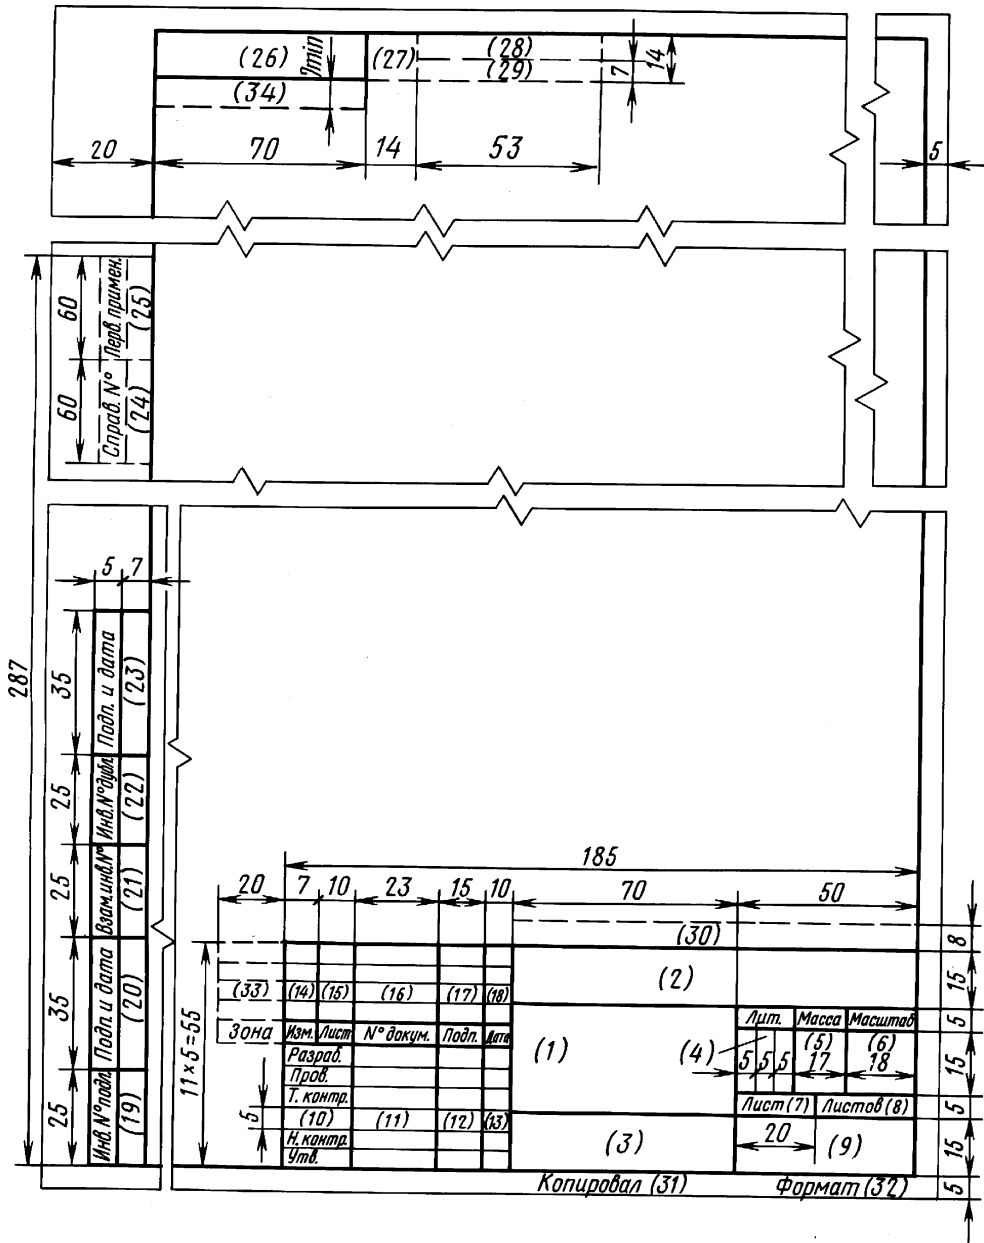 (26) 7min (27) (28)
(29)
7
14
(34)
20 70 14 53 5
60 Перв. примен. (25)
60 Справ. № (24)
287
5 7
35 Подп. и дата (23)
25 Инв.№дубл. (22)
25 Взам.инв.№ (21)
35 Подп. и дата (20)
25 Инв.№подл. (19)
185
20 7 10 23 15 10 70 50
(30) 8
(2) 15
(33) (14) (15) (16) (17) (18)
Лит. Масса Масштаб 5
Зона Изм. Лист № докум. Подп. Дата
(1) (4) (5) (6)
5 5 5 17 18 15
11×5=55
Разраб.
Пров.
Т. контр.
Лист (7) Листов (8) 5
5 (10) (11) (12) (13)
Н. контр.
Утв.
(3) 20 (9) 15
Копировал (31) Формат (32) 5